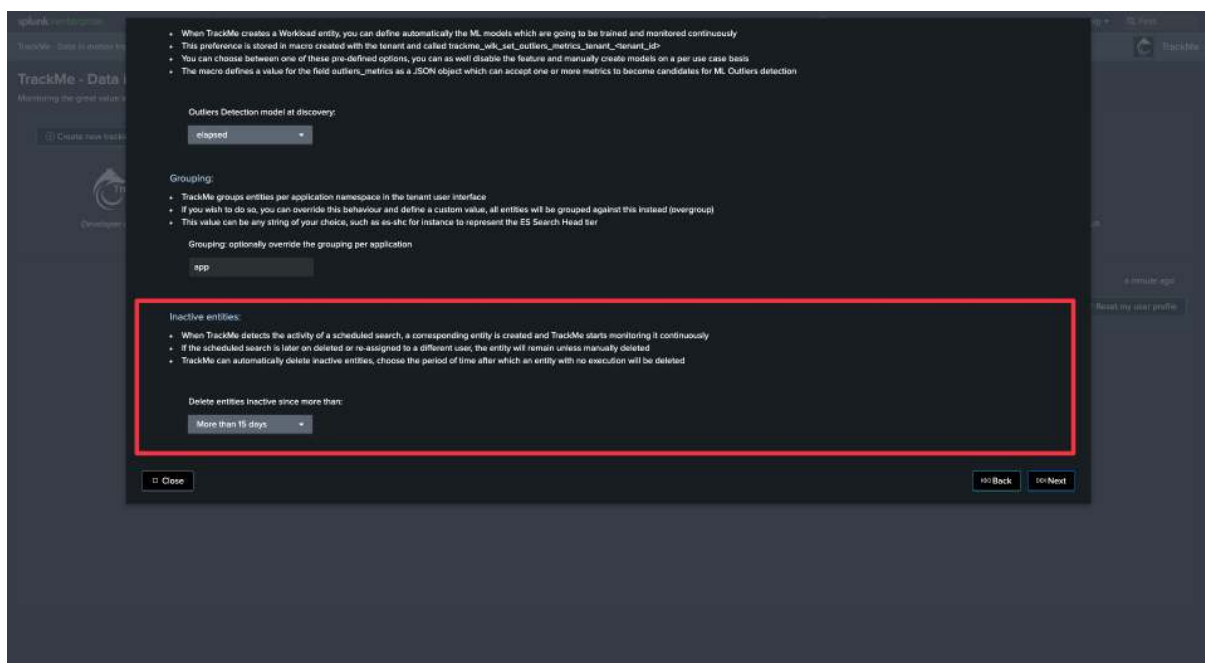 splunk>enterprise
TrackMe
TrackMe - Data i
Create new track
• When TrackMe creates a Workload entity, you can define automatically the ML models which are going to be trained and monitored continuously
• This preference is stored in macro created with the tenant and called trackme_wlk_set_outliers_metrics_tenant_<tenant_id>
• You can choose between one of these pre-defined options, you can as well disable the feature and manually create models on a per use case basis
• The macro defines a value for the field outliers_metrics as a JSON object which can accept one or more metrics to become candidates for ML Outliers detection
Outliers Detection model at discovery:
elapsed
Grouping:
• TrackMe groups entities per application namespace in the tenant user interface
• If you wish to do so, you can override this behaviour and define a custom value, all entities will be grouped against this instead (overgroup)
• This value can be any string of your choice, such as es-shc for instance to represent the ES Search Head tier
Grouping: optionally override the grouping per application
app
a minute ago
Reset my user profile
Inactive entities:
• When TrackMe detects the activity of a scheduled search, a corresponding entity is created and TrackMe starts monitoring it continuously
• If the scheduled search is later on deleted or re-assigned to a different user, the entity will remain unless manually deleted
• TrackMe can automatically delete inactive entities, choose the period of time after which an entity with no execution will be deleted
Delete entities inactive since more than:
More than 15 days
Close
Back
Next